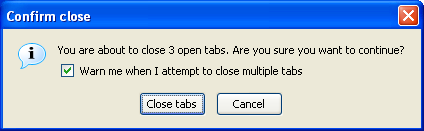 Confirm close
You are about to close 3 open tabs. Are you sure you want to continue?
Warn me when I attempt to close multiple tabs
Close tabs
Cancel